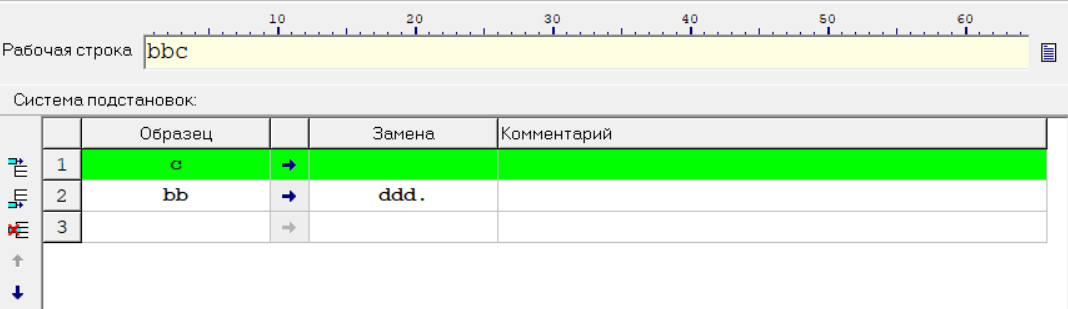 10 20 30 40 50 60
Рабочая строка bbc
Система подстановок:
Образец Замена Комментарий
1 c →
2 bb → ddd.
3 →